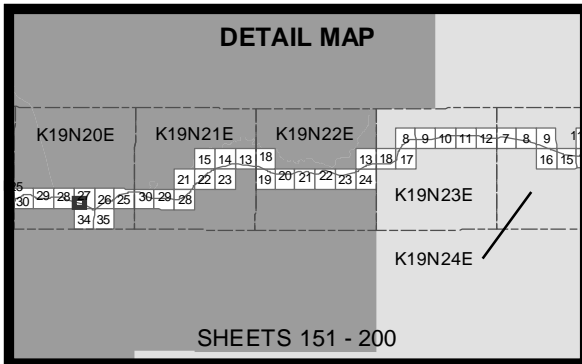 DETAIL MAP
K19N20E K19N21E K19N22E
8 9 10 11 12 7 8 9 11
15 14 13 18 13 18 17 16 15
21 22 23 19 20 21 22 23 24
25
30 29 28 27 26 25 30 29 28
K19N23E
34 35
K19N24E
SHEETS 151 - 200